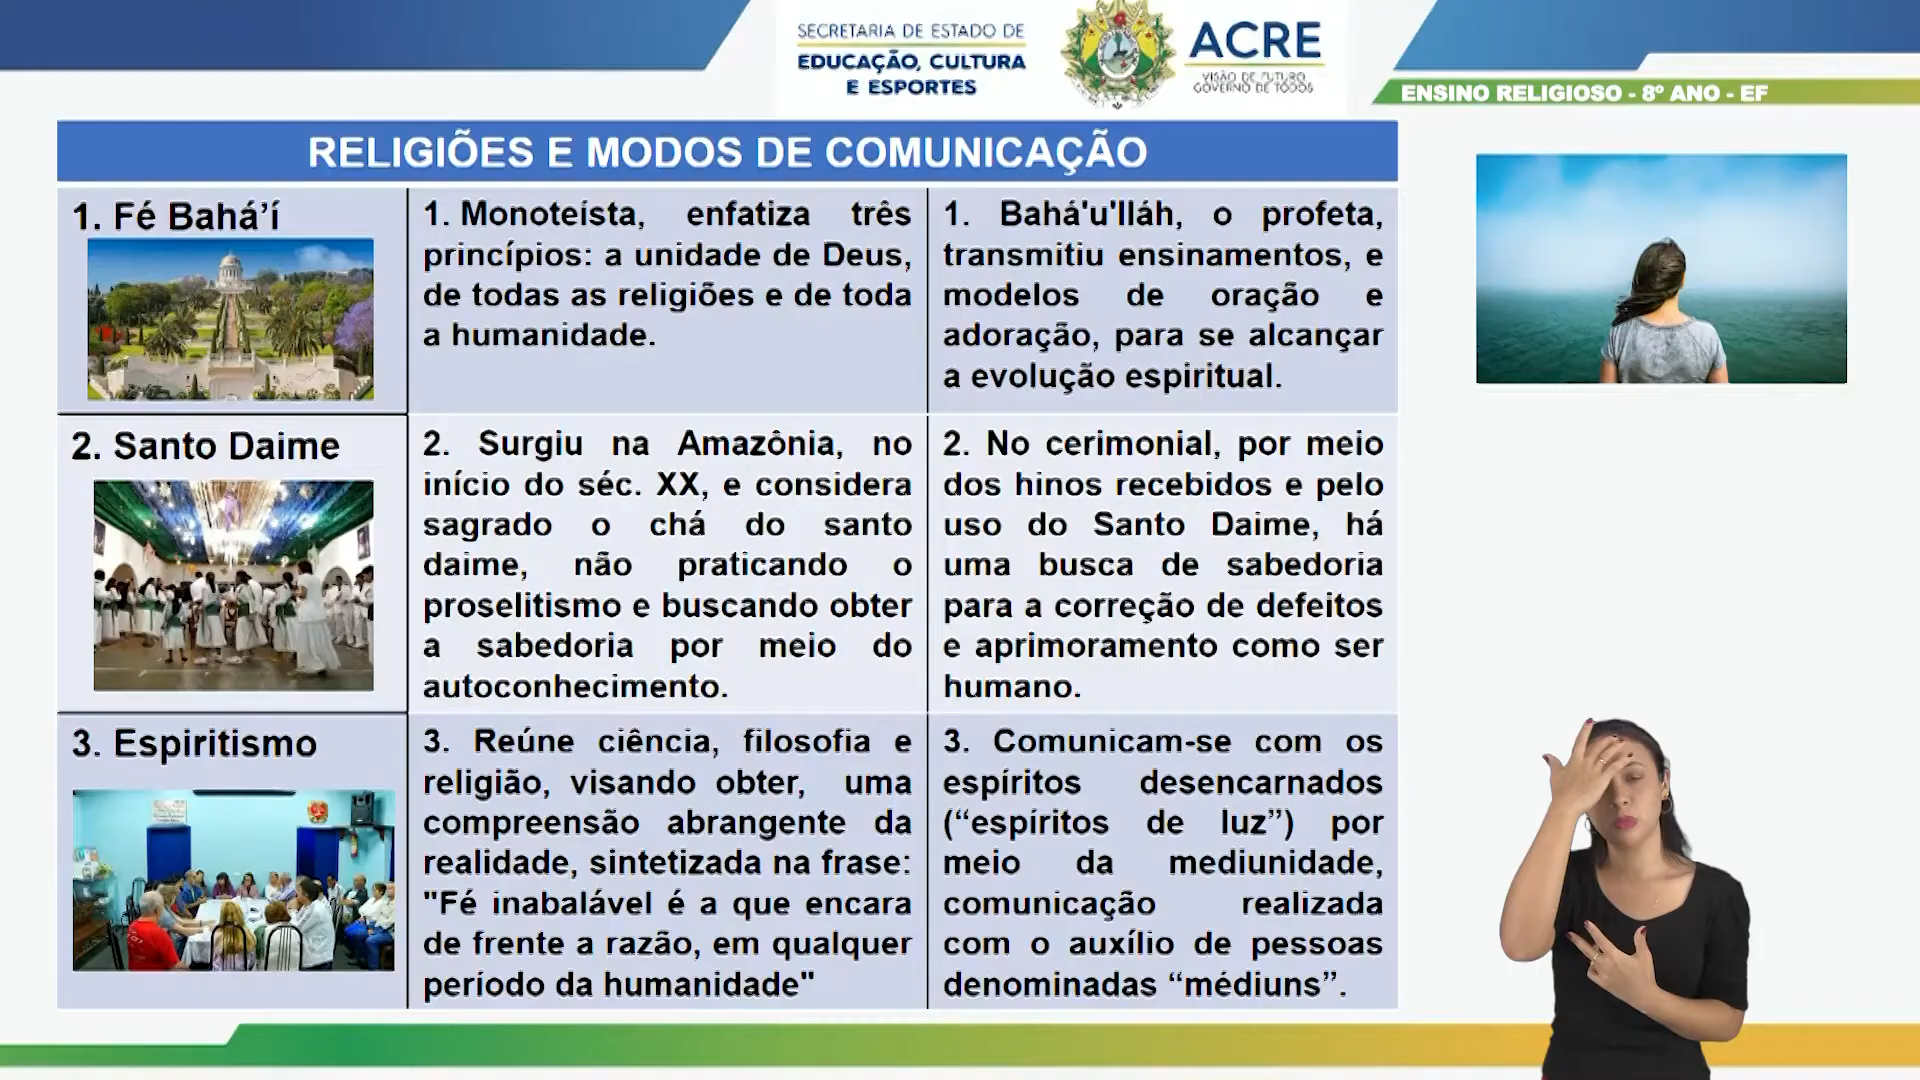 SECRETARIA DE ESTADO DE
EDUCAÇÃO, CULTURA
E ESPORTES
ACRE
VISÃO DE FUTURO,
GOVERNO DE TODOS
ENSINO RELIGIOSO - 8º ANO - EF
RELIGIÕES E MODOS DE COMUNICAÇÃO
1. Fé Bahá’í
1. Monoteísta, enfatiza três
princípios: a unidade de Deus,
de todas as religiões e de toda
a humanidade.
1. Bahá'u'lláh, o profeta,
transmitiu ensinamentos, e
modelos de oração e
adoração, para se alcançar
a evolução espiritual.
2. Santo Daime
2. Surgiu na Amazônia, no
início do séc. XX, e considera
sagrado o chá do santo
daime, não praticando o
proselitismo e buscando obter
a sabedoria por meio do
autoconhecimento.
2. No cerimonial, por meio
dos hinos recebidos e pelo
uso do Santo Daime, há
uma busca de sabedoria
para a correção de defeitos
e aprimoramento como ser
humano.
3. Espiritismo
3. Reúne ciência, filosofia e
religião, visando obter, uma
compreensão abrangente da
realidade, sintetizada na frase:
"Fé inabalável é a que encara
de frente a razão, em qualquer
período da humanidade"
3. Comunicam-se com os
espíritos desencarnados
(“espíritos de luz”) por
meio da mediunidade,
comunicação realizada
com o auxílio de pessoas
denominadas “médiuns”.